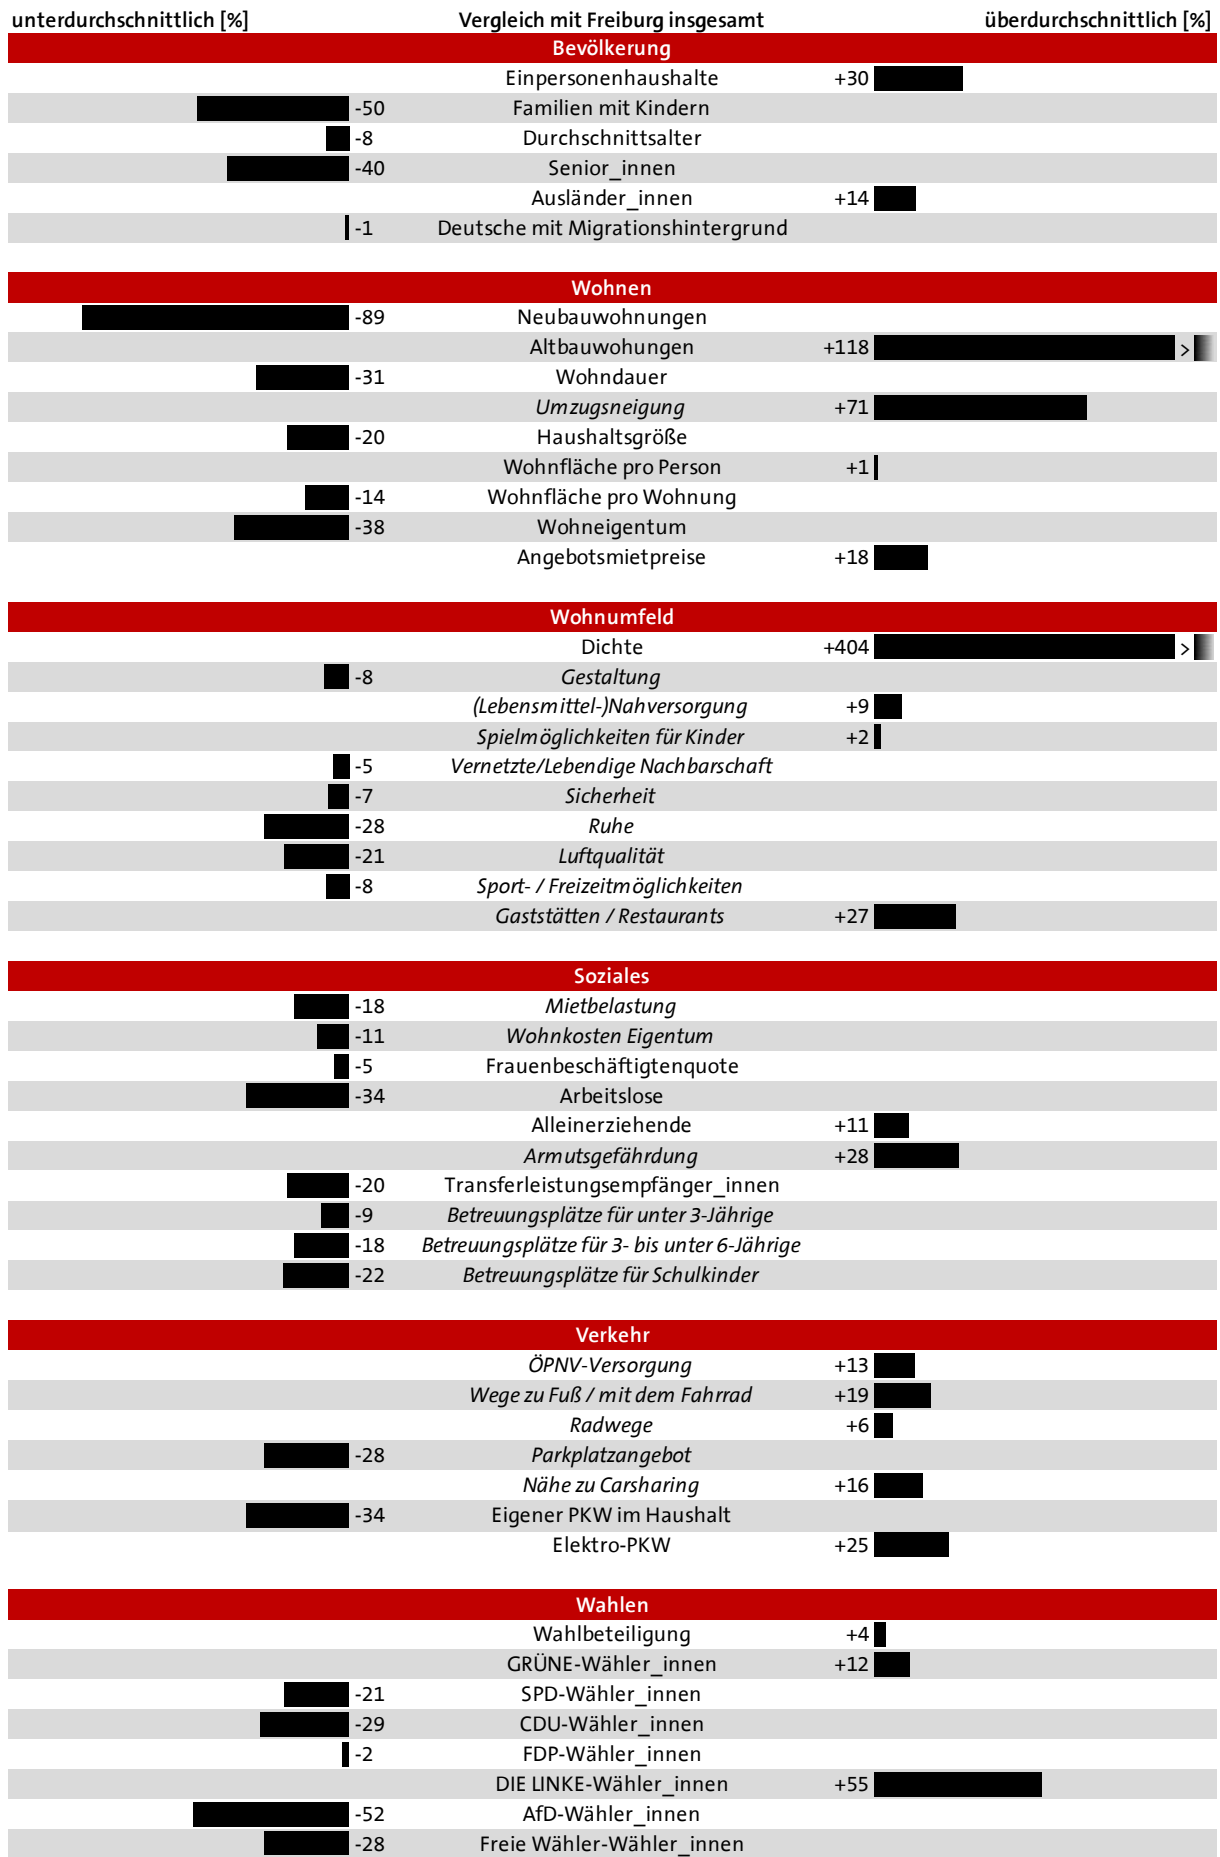 unterdurchschnittlich [%] Vergleich mit Freiburg insgesamt überdurchschnittlich [%]
Bevölkerung
Einpersonenhaushalte +30
-50 Familien mit Kindern
-8 Durchschnittsalter
-40 Senior_innen
Ausländer_innen +14
-1 Deutsche mit Migrationshintergrund
Wohnen
-89 Neubauwohnungen
Altbauwohungen +118 >
-31 Wohndauer
Umzugsneigung +71
-20 Haushaltsgröße
Wohnfläche pro Person +1
-14 Wohnfläche pro Wohnung
-38 Wohneigentum
Angebotsmietpreise +18
Wohnumfeld
Dichte +404 >
-8 Gestaltung
(Lebensmittel-)Nahversorgung +9
Spielmöglichkeiten für Kinder +2
-5 Vernetzte/Lebendige Nachbarschaft
-7 Sicherheit
-28 Ruhe
-21 Luftqualität
-8 Sport- / Freizeitmöglichkeiten
Gaststätten / Restaurants +27
Soziales
-18 Mietbelastung
-11 Wohnkosten Eigentum
-5 Frauenbeschäftigtenquote
-34 Arbeitslose
Alleinerziehende +11
Armutsgefährdung +28
-20 Transferleistungsempfänger_innen
-9 Betreuungsplätze für unter 3-Jährige
-18 Betreuungsplätze für 3- bis unter 6-Jährige
-22 Betreuungsplätze für Schulkinder
Verkehr
ÖPNV-Versorgung +13
Wege zu Fuß / mit dem Fahrrad +19
Radwege +6
-28 Parkplatzangebot
Nähe zu Carsharing +16
-34 Eigener PKW im Haushalt
Elektro-PKW +25
Wahlen
Wahlbeteiligung +4
GRÜNE-Wähler_innen +12
-21 SPD-Wähler_innen
-29 CDU-Wähler_innen
-2 FDP-Wähler_innen
DIE LINKE-Wähler_innen +55
-52 AfD-Wähler_innen
-28 Freie Wähler-Wähler_innen